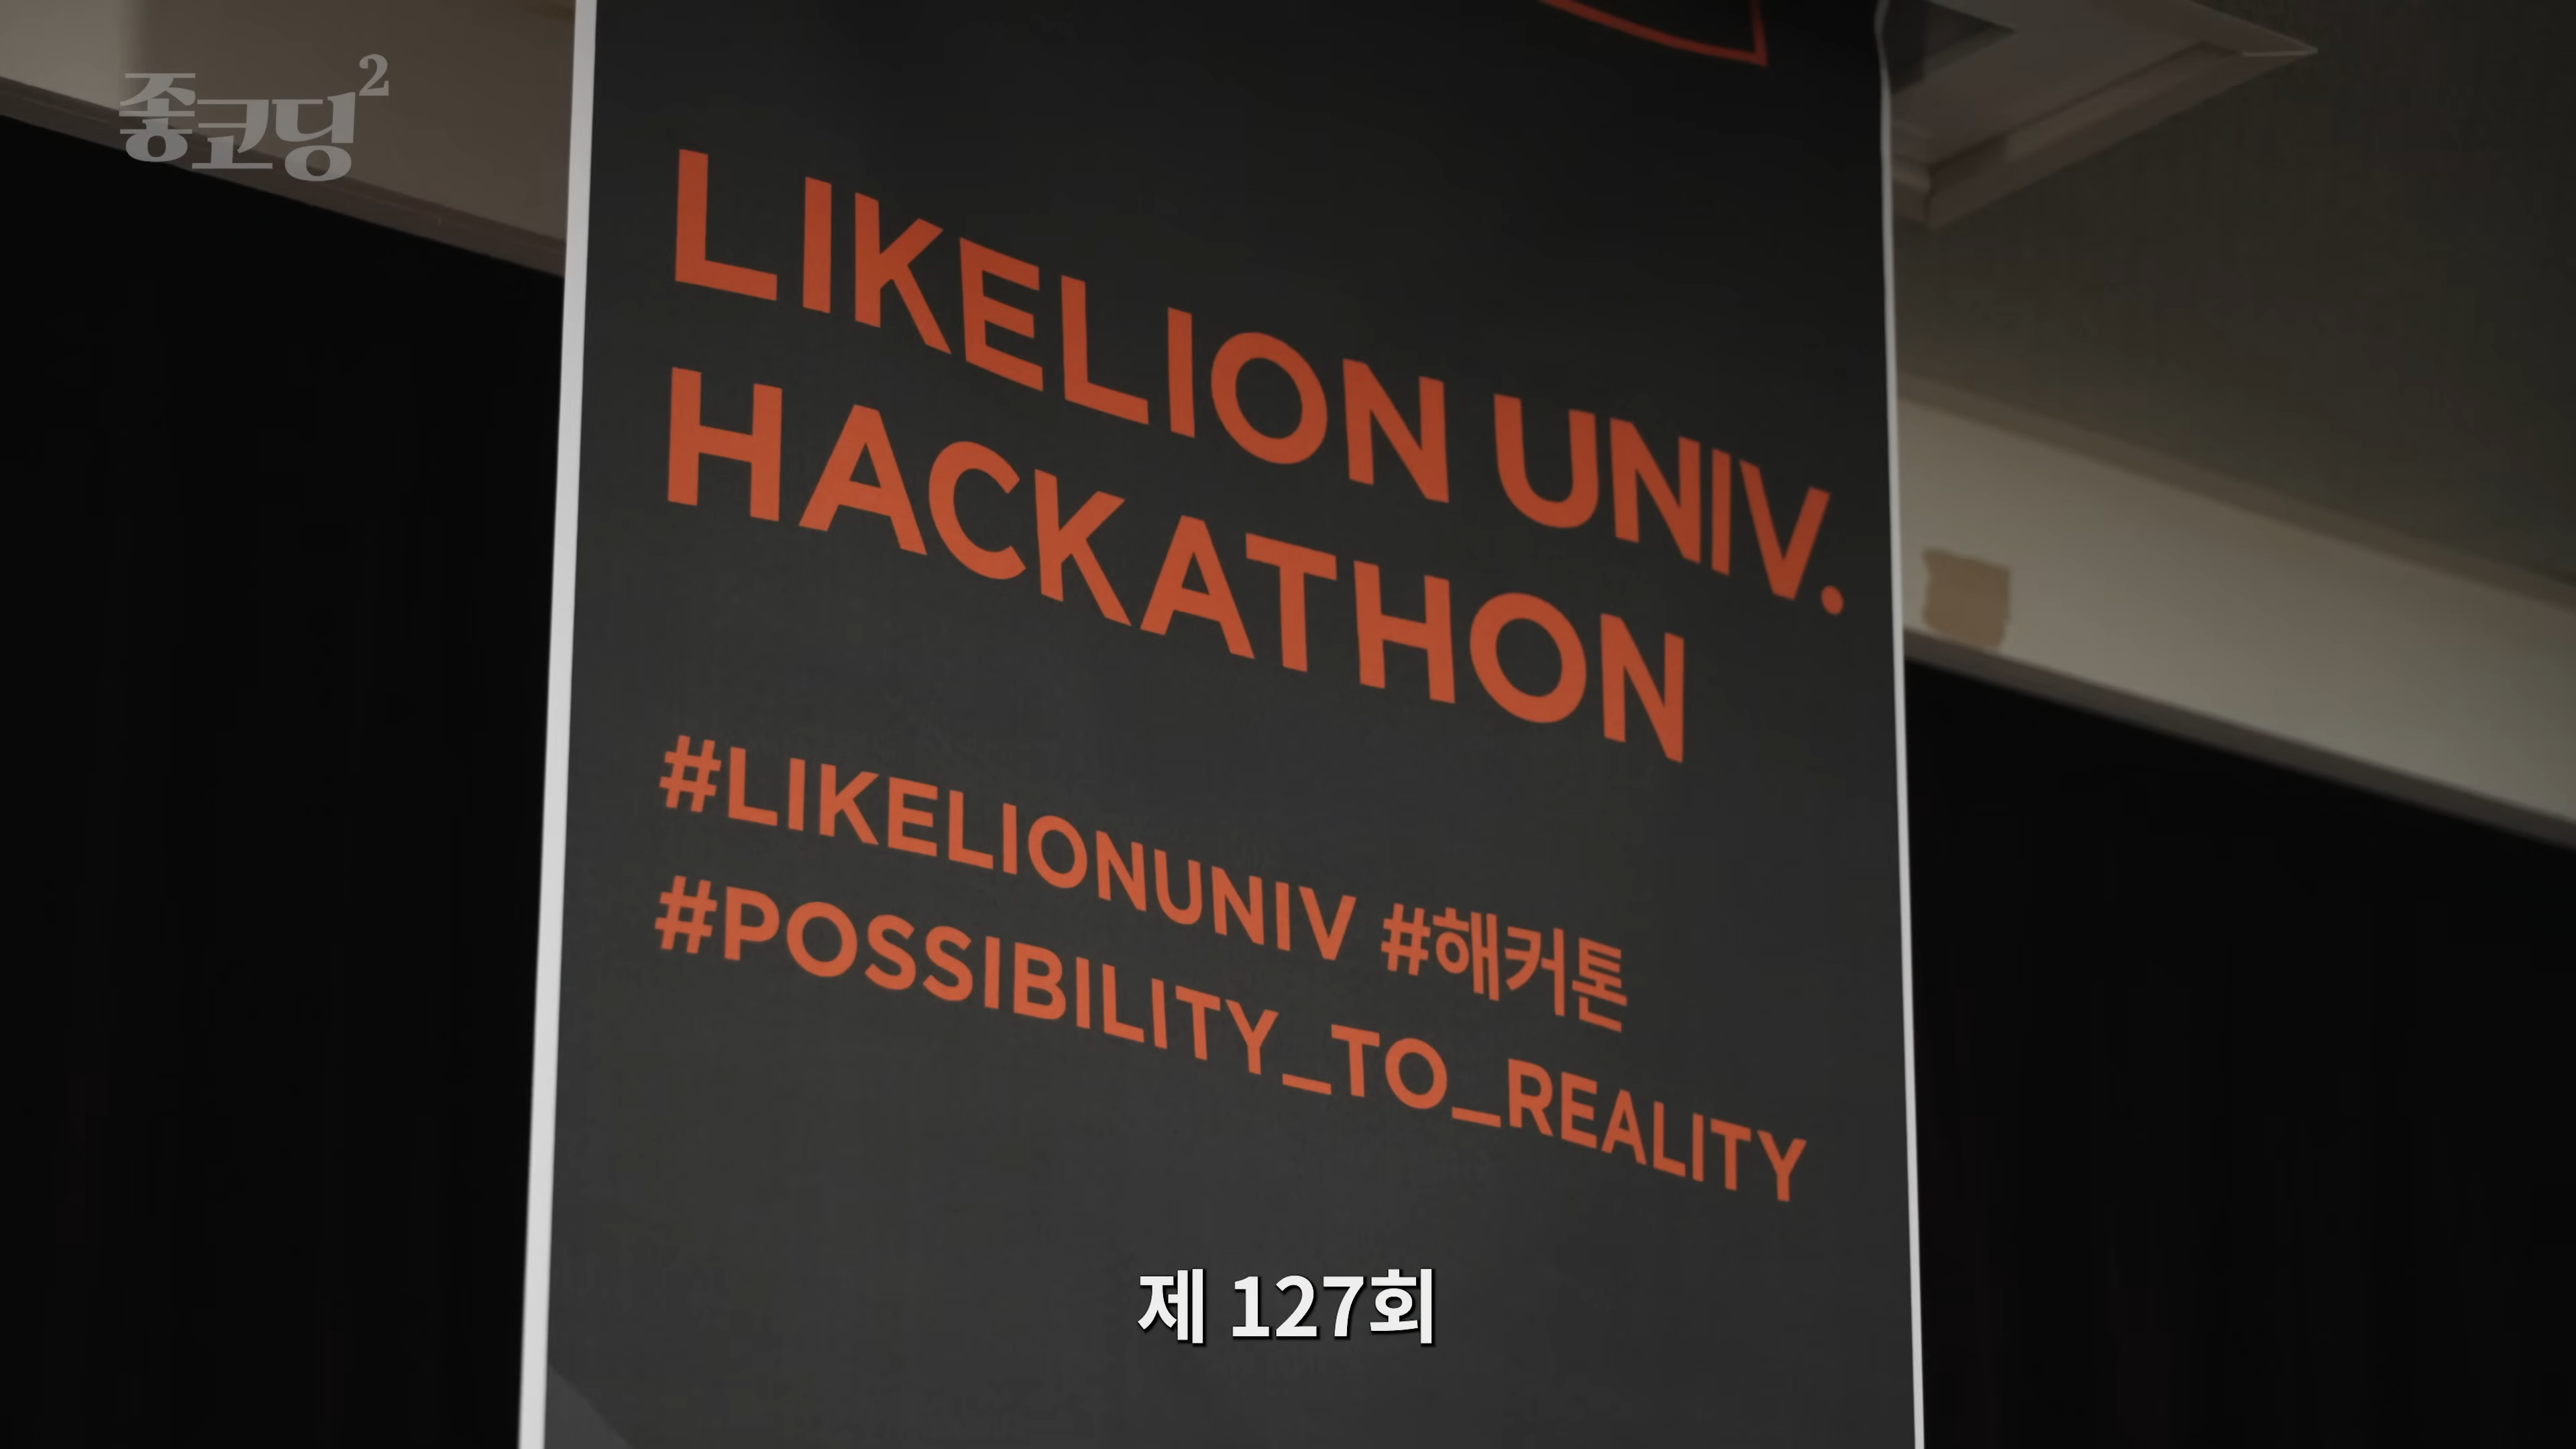 좋코딩²
LIKELION UNIV.
HACKATHON
#LIKELIONUNIV #해커톤
#POSSIBILITY_TO_REALITY
제 127회